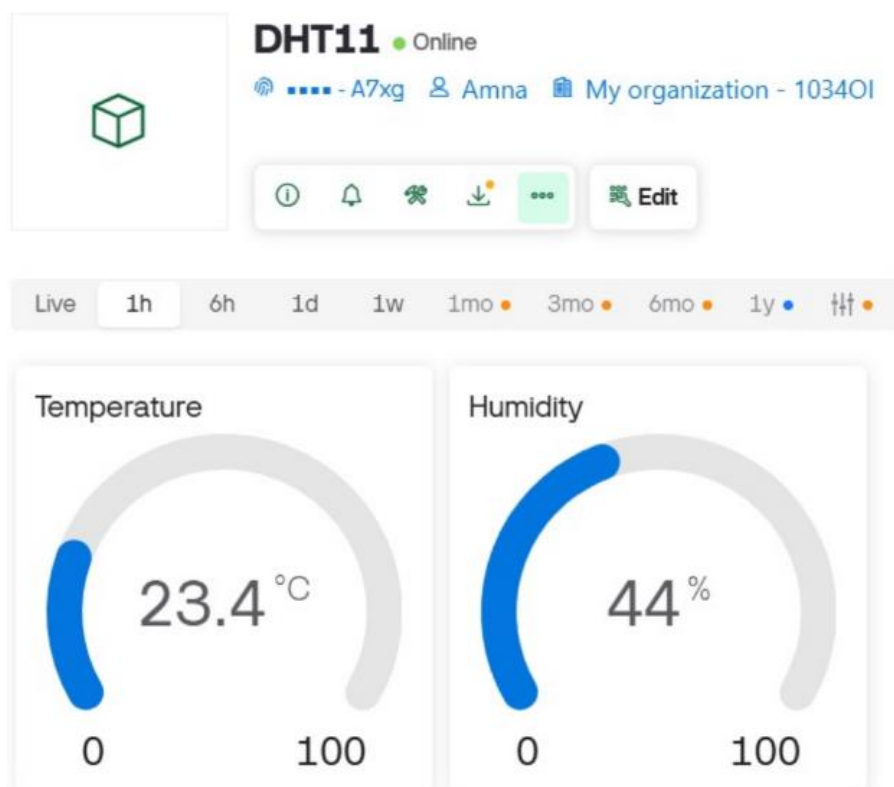 DHT11 Online
▪▪▪▪ - A7xg Amna My organization - 1034OI
Edit
Live 1h 6h 1d 1w 1mo 3mo 6mo 1y
Temperature Humidity
23.4 °C 44 %
0 100 0 100